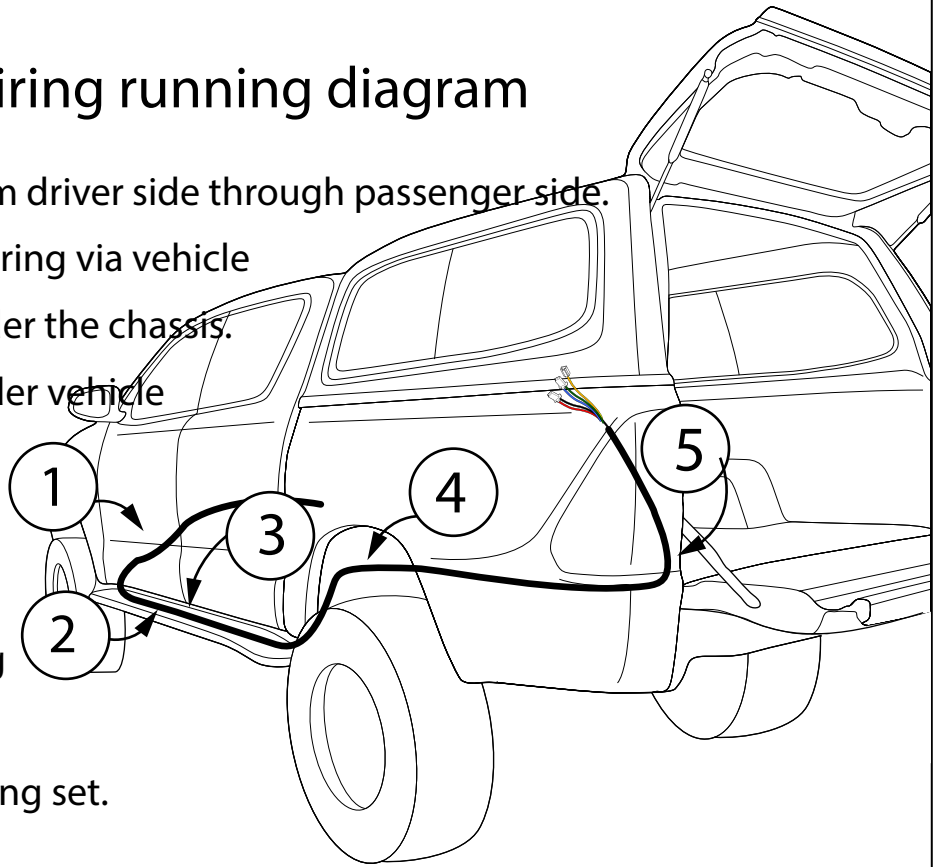 iring running diagram
m driver side through passenger side.
ring via vehicle
er the chassis.
der vehicle
1
5
4
3
2
g
ng set.